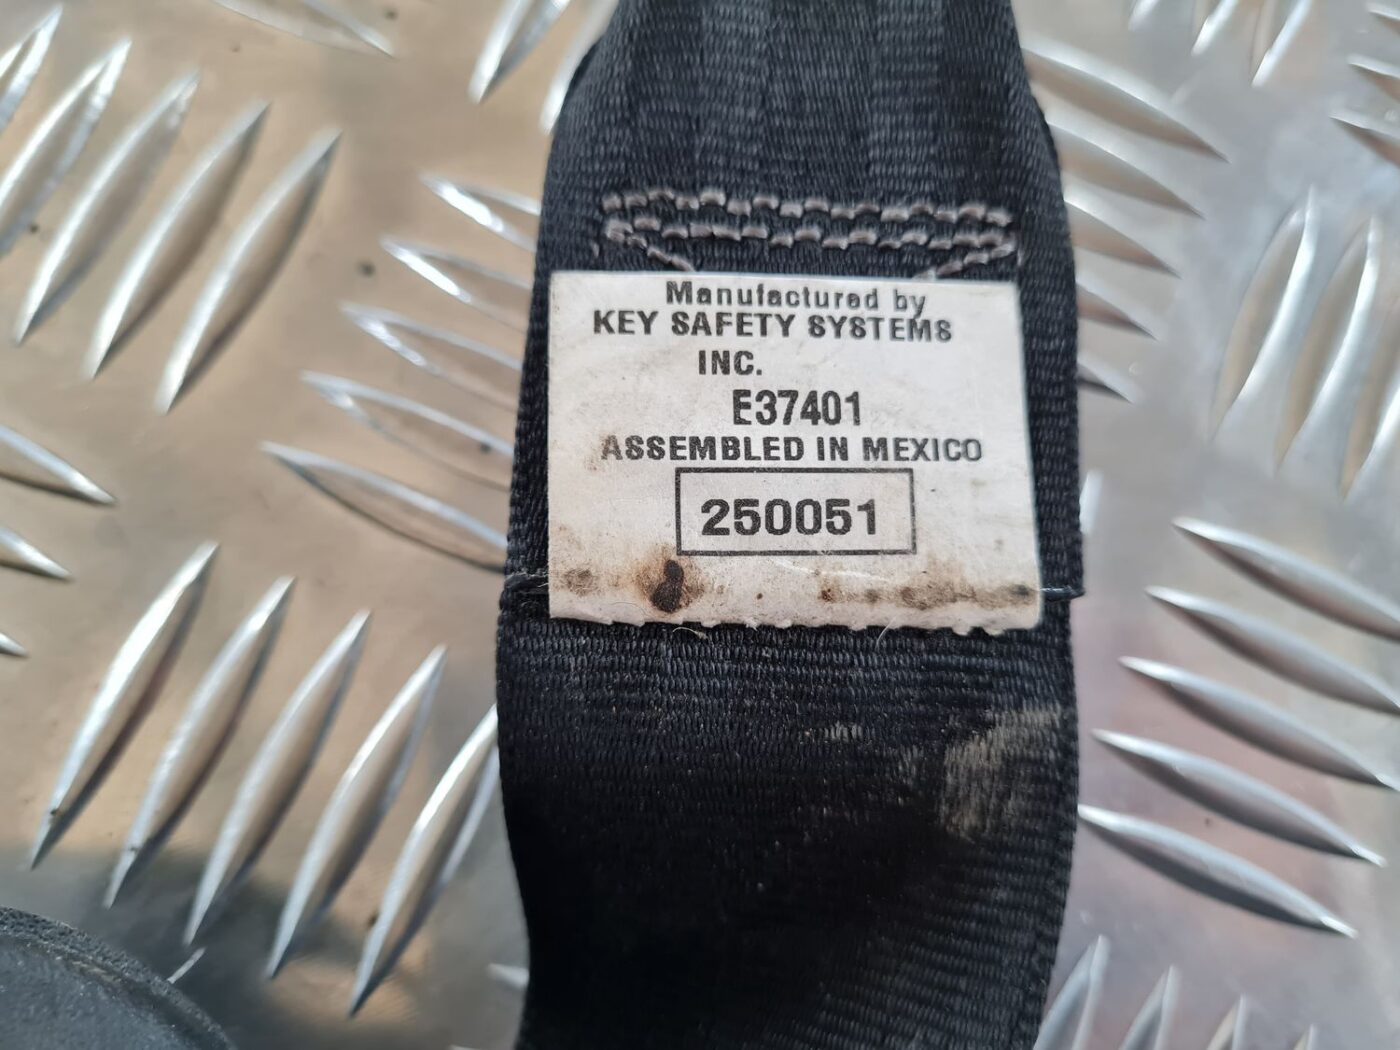 Manufactured by
KEY SAFETY SYSTEMS
INC.
E37401
ASSEMBLED IN MEXICO
250051